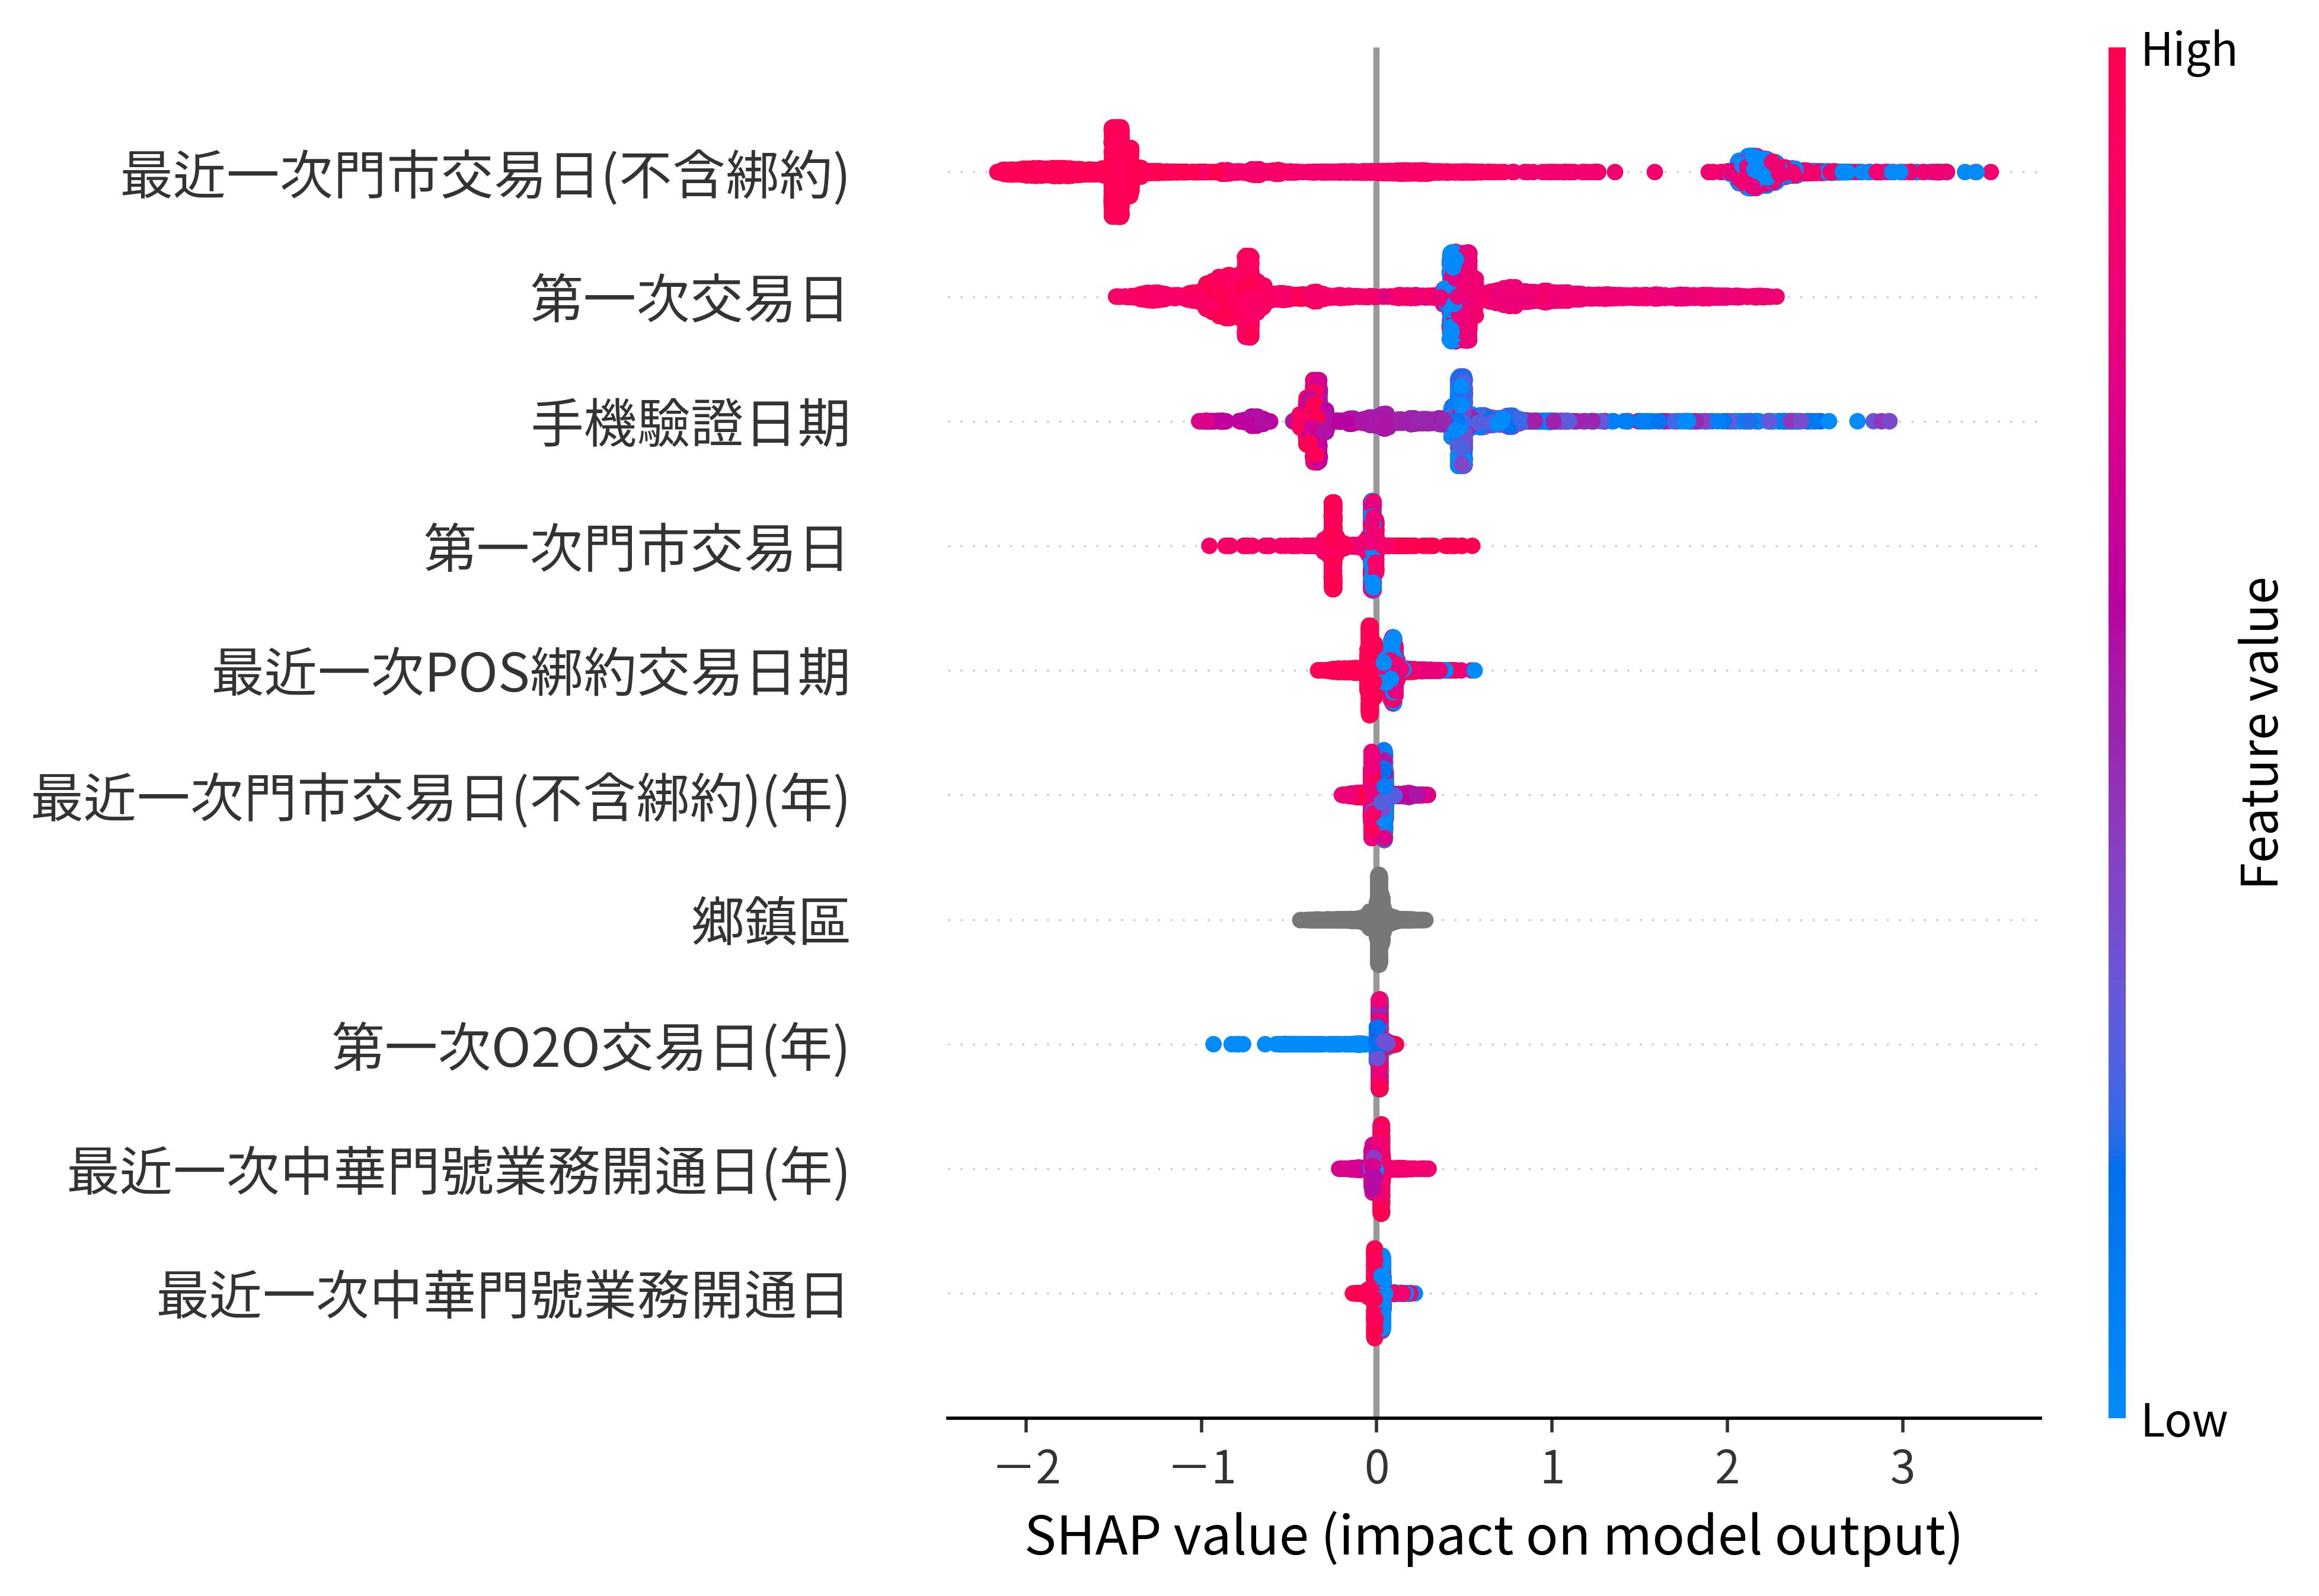 High
最近一次門市交易日(不含綁約)
第一次交易日
手機驗證日期
第一次門市交易日
最近一次POS綁約交易日期
最近一次門市交易日(不含綁約)(年)
鄉鎮區
第一次O2O交易日(年)
最近一次中華門號業務開通日(年)
最近一次中華門號業務開通日
Feature value
Low
−2 −1 0 1 2 3
SHAP value (impact on model output)